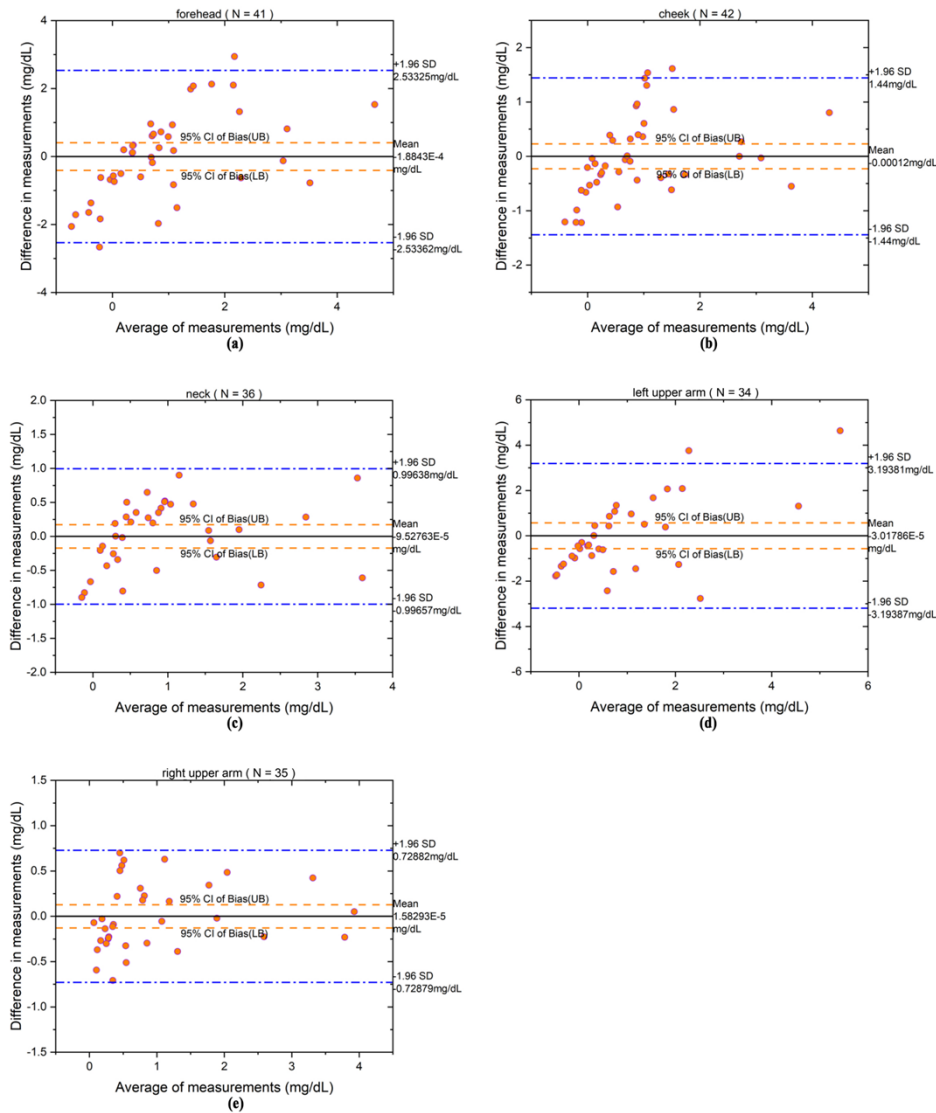 forehead ( N = 41 )
4
2
0
-2
-4
0
2
4
Difference in measurements (mg/dL)
Average of measurements (mg/dL)
+1.96 SD
2.53325mg/dL
95% CI of Bias(UB)
Mean
-1.8843E-4
mg/dL
95% CI of Bias(LB)
-1.96 SD
-2.53362mg/dL
(a)
cheek ( N = 42 )
2
1
0
-1
-2
0
2
4
Difference in measurements (mg/dL)
Average of measurements (mg/dL)
+1.96 SD
1.44mg/dL
95% CI of Bias(UB)
Mean
-0.00012mg/dL
95% CI of Bias(LB)
-1.96 SD
-1.44mg/dL
(b)
neck ( N = 36 )
2.0
1.5
1.0
0.5
0.0
-0.5
-1.0
-1.5
-2.0
0
1
2
3
4
Difference in measurements (mg/dL)
Average of measurements (mg/dL)
+1.96 SD
0.99638mg/dL
95% CI of Bias(UB)
Mean
-9.52763E-5
mg/dL
95% CI of Bias(LB)
-1.96 SD
-0.99657mg/dL
(c)
left upper arm ( N = 34 )
6
4
2
0
-2
-4
-6
0
2
4
6
Difference in measurements (mg/dL)
Average of measurements (mg/dL)
+1.96 SD
3.19381mg/dL
95% CI of Bias(UB)
Mean
-3.01786E-5
mg/dL
95% CI of Bias(LB)
-1.96 SD
-3.19387mg/dL
(d)
right upper arm ( N = 35 )
1.5
1.0
0.5
0.0
-0.5
-1.0
-1.5
0
1
2
3
4
Difference in measurements (mg/dL)
Average of measurements (mg/dL)
+1.96 SD
0.72882mg/dL
95% CI of Bias(UB)
Mean
1.58293E-5
mg/dL
95% CI of Bias(LB)
-1.96 SD
-0.72879mg/dL
(e)